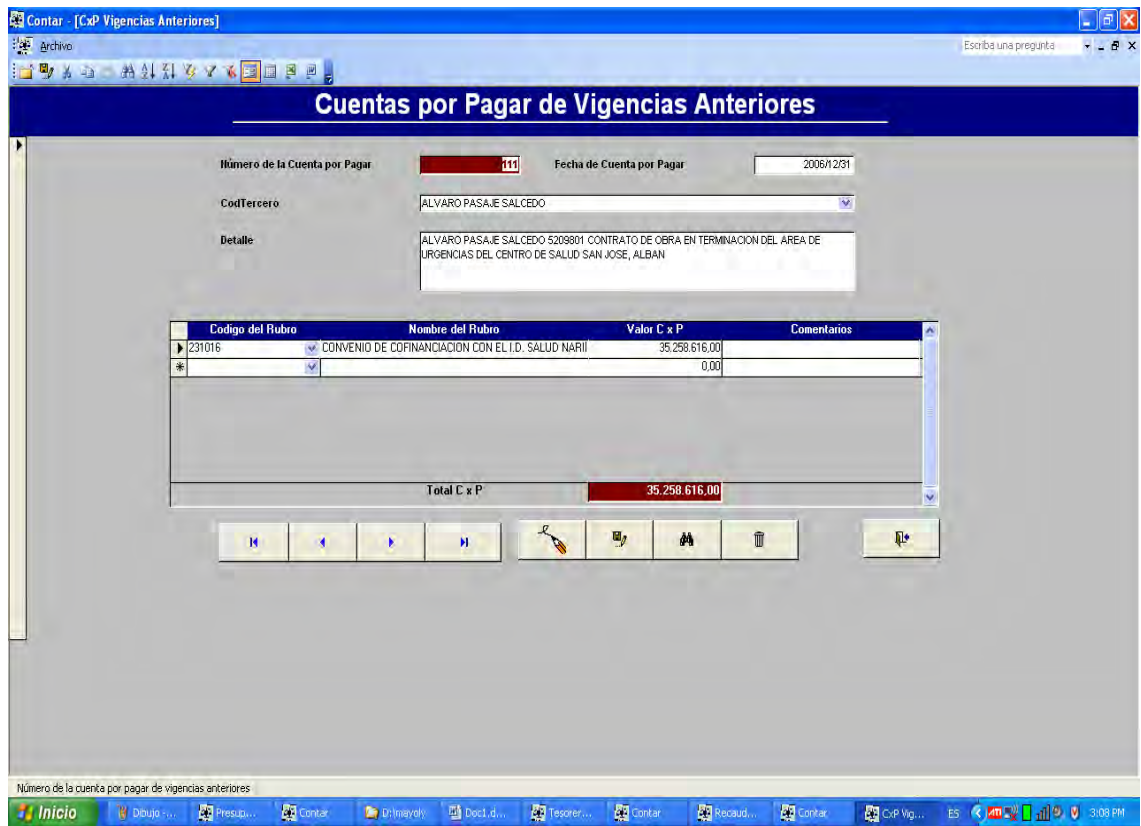 Contar - [CxP Vigencias Anteriores]
Archivo
Escriba una pregunta
Cuentas por Pagar de Vigencias Anteriores
Número de la Cuenta por Pagar 111 Fecha de Cuenta por Pagar 2006/12/31
CodTercero ALVARO PASAJE SALCEDO
Detalle ALVARO PASAJE SALCEDO 5209801 CONTRATO DE OBRA EN TERMINACION DEL AREA DE
URGENCIAS DEL CENTRO DE SALUD SAN JOSE, ALBAN
Codigo del Rubro Nombre del Rubro Valor C x P Comentarios
231016 CONVENIO DE COFINANCIACION CON EL I.D. SALUD NARI 35.258.616,00
0,00
Total C x P 35.258.616,00
Número de la cuenta por pagar de vigencias anteriores
Inicio Dibujo -... Presup... Contar D:\mayoly Doc1.d... Tesorer... Contar Recaud... Contar CxP Vig... ES 3:08 PM